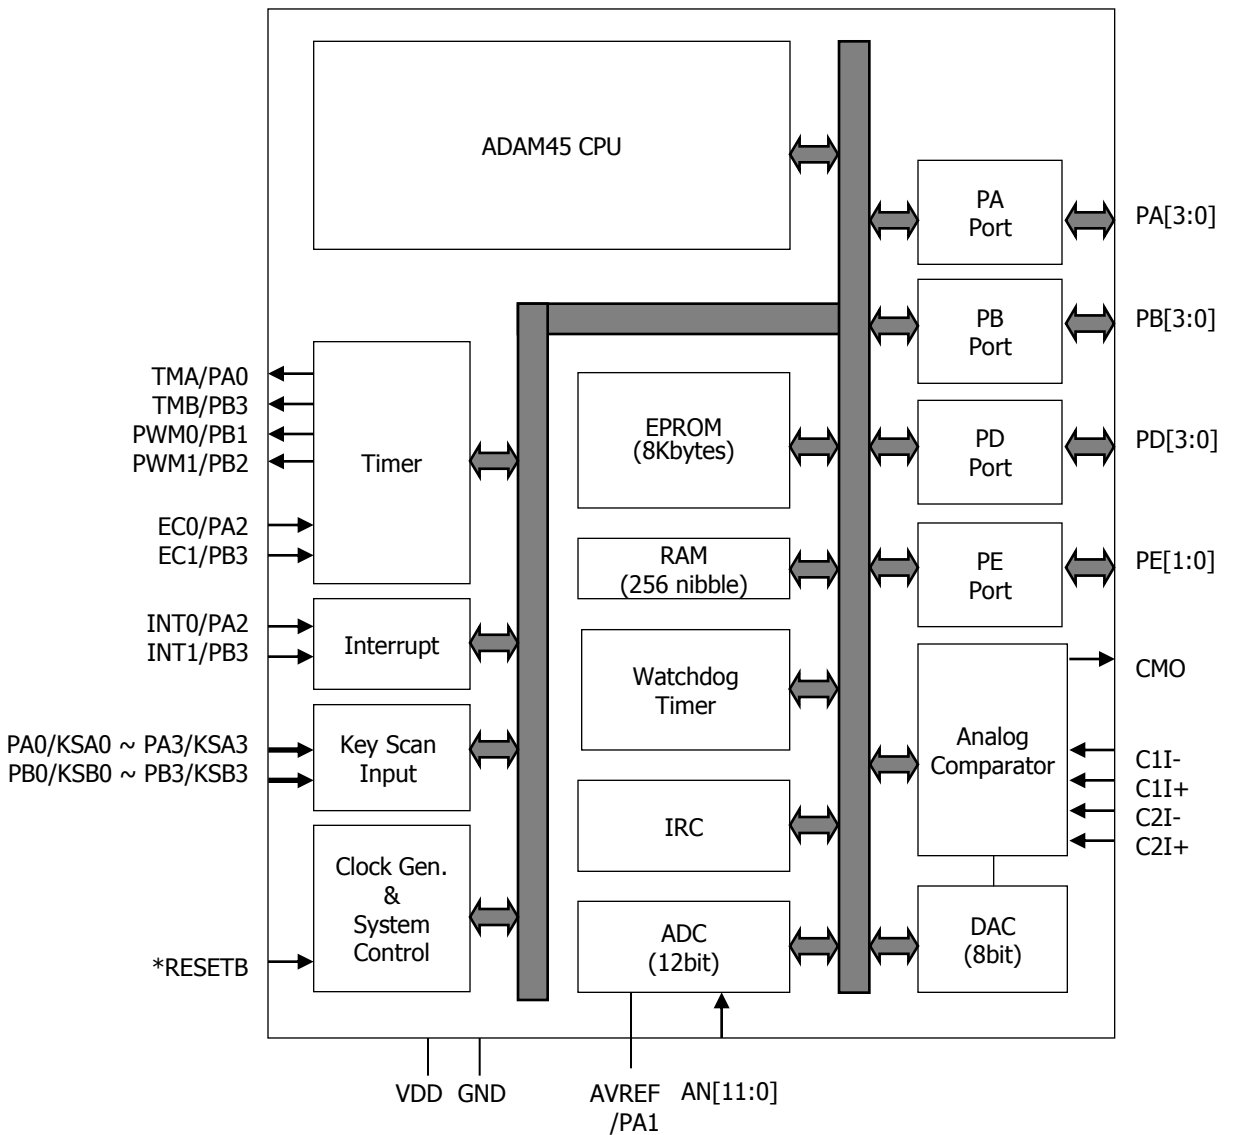 ADAM45 CPU
PA
Port
PA[3:0]
PB
Port
PB[3:0]
TMA/PA0
TMB/PB3
PWM0/PB1
PWM1/PB2
EC0/PA2
EC1/PB3
Timer
EPROM
(8Kbytes)
PD
Port
PD[3:0]
RAM
(256 nibble)
PE
Port
PE[1:0]
INT0/PA2
INT1/PB3
Interrupt
Watchdog
Timer
Analog
Comparator
CMO
C1I-
C1I+
C2I-
C2I+
PA0/KSA0 ~ PA3/KSA3
PB0/KSB0 ~ PB3/KSB3
Key Scan
Input
IRC
Clock Gen.
&
System
Control
*RESETB
ADC
(12bit)
DAC
(8bit)
VDD
GND
AVREF
/PA1
AN[11:0]